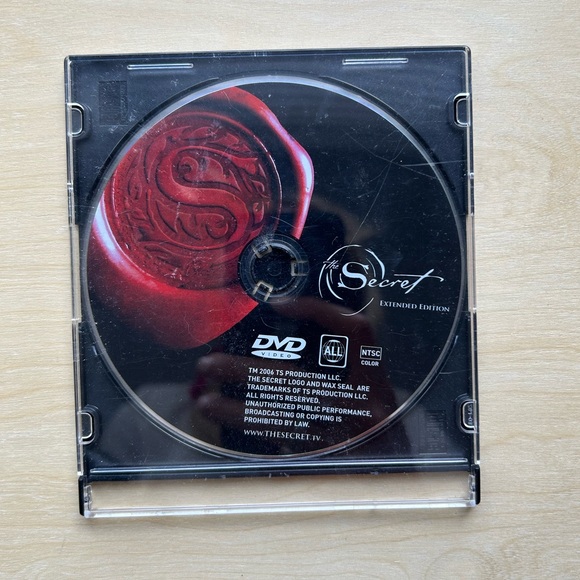 S
the Secret
EXTENDED EDITION
DVD
VIDEO
ALL
NTSC
COLOR
TM 2006 TS PRODUCTION LLC.
THE SECRET LOGO AND WAX SEAL ARE
TRADEMARKS OF TS PRODUCTION LLC.
ALL RIGHTS RESERVED.
UNAUTHORIZED PUBLIC PERFORMANCE,
BROADCASTING OR COPYING IS
PROHIBITED BY LAW.
WWW.THESECRET.TV